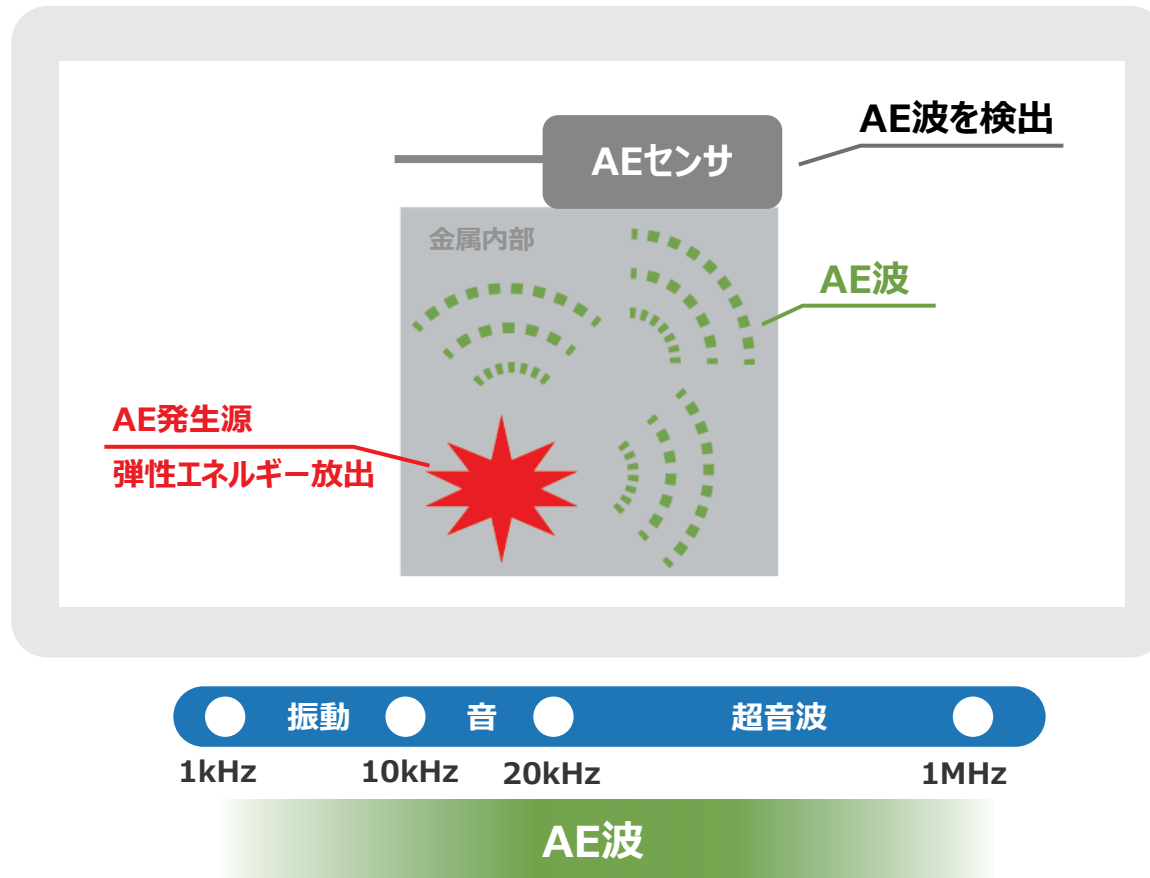 AE波を検出
AEセンサ
金属内部
AE波
AE発生源
弾性エネルギー放出
振動 音 超音波
1kHz 10kHz 20kHz 1MHz
AE波